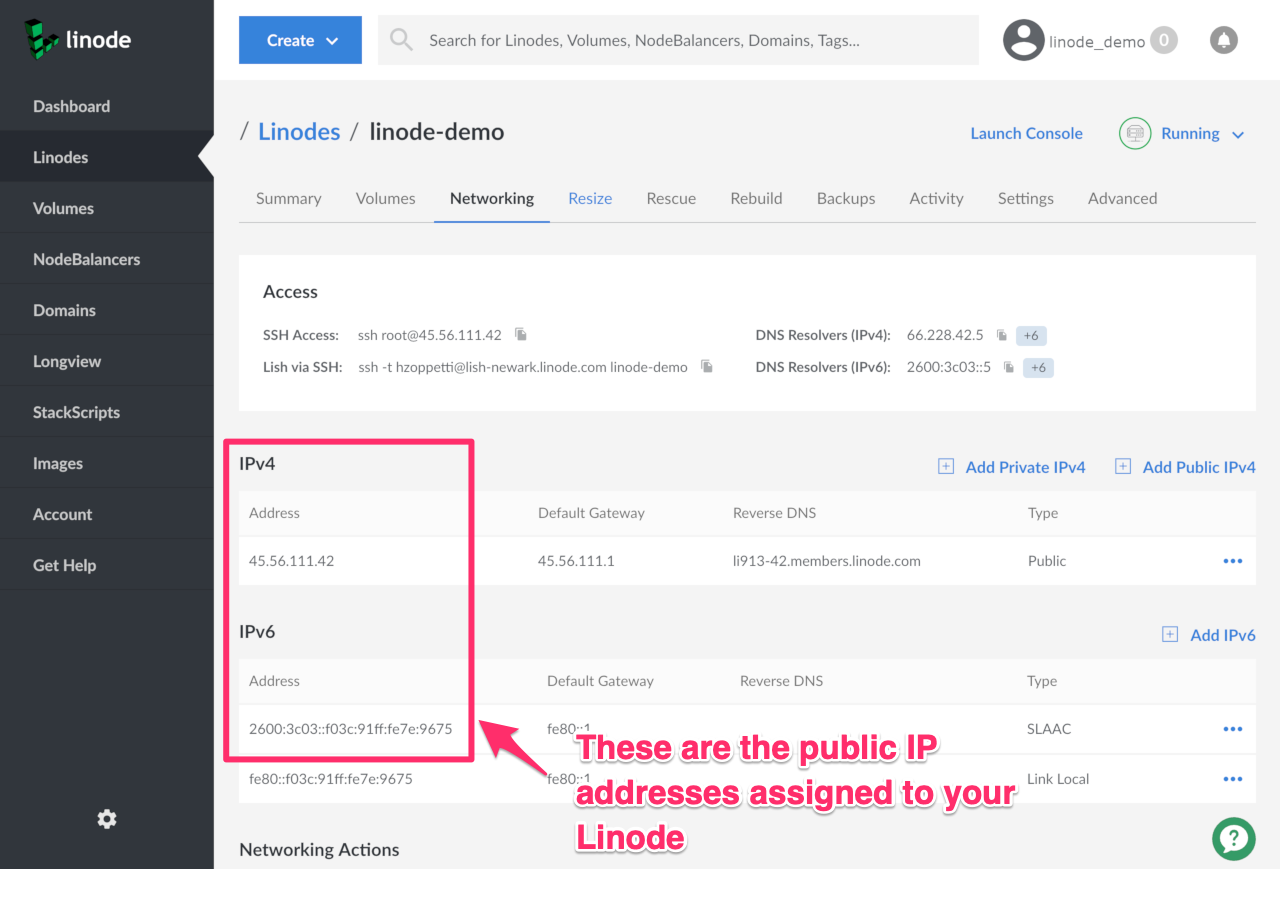 linode
Create
Search for Linodes, Volumes, NodeBalancers, Domains, Tags...
linode_demo 0
Dashboard
Linodes
Volumes
NodeBalancers
Domains
Longview
StackScripts
Images
Account
Get Help
/ Linodes / linode-demo
Launch Console
Running
Summary Volumes Networking Resize Rescue Rebuild Backups Activity Settings Advanced
Access
SSH Access: ssh root@45.56.111.42
DNS Resolvers (IPv4): 66.228.42.5 +6
Lish via SSH: ssh -t hzoppetti@lish-newark.linode.com linode-demo
DNS Resolvers (IPv6): 2600:3c03::5 +6
IPv4
Add Private IPv4 Add Public IPv4
Address Default Gateway Reverse DNS Type
45.56.111.42 45.56.111.1 li913-42.members.linode.com Public
IPv6
Add IPv6
Address Default Gateway Reverse DNS Type
2600:3c03::f03c:91ff:fe7e:9675 fe80::1 SLAAC
fe80::f03c:91ff:fe7e:9675 fe80::1 Link Local
These are the public IP
addresses assigned to your
Linode
Networking Actions
?